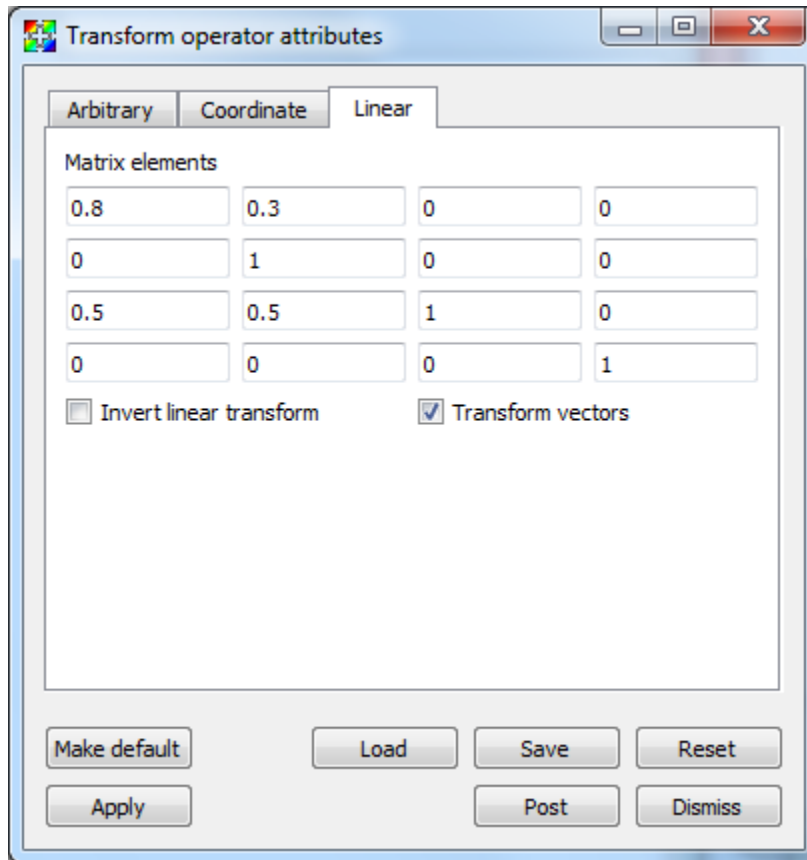 Transform operator attributes
Arbitrary Coordinate Linear
Matrix elements
0.8 0.3 0 0
0 1 0 0
0.5 0.5 1 0
0 0 0 1
Invert linear transform Transform vectors
Make default Load Save Reset
Apply Post Dismiss